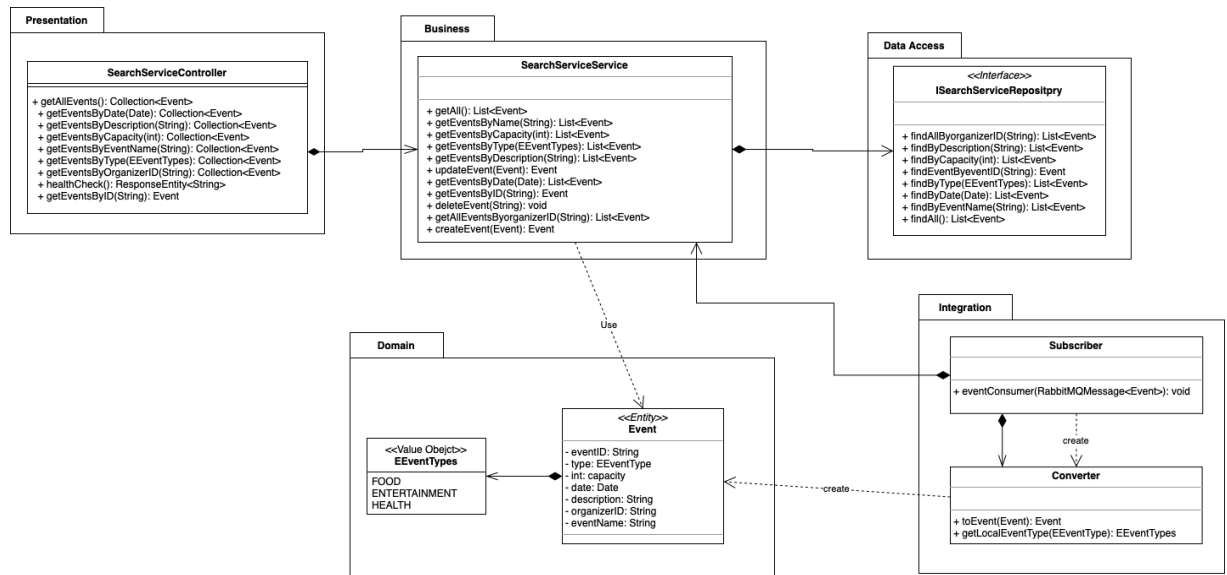 Presentation
SearchServiceController
+ getAllEvents(): Collection<Event>
+ getEventsByDate(Date): Collection<Event>
+ getEventsByDescription(String): Collection<Event>
+ getEventsByCapacity(int): Collection<Event>
+ getEventsByEventName(String): Collection<Event>
+ getEventsByType(EEventTypes): Collection<Event>
+ getEventsByOrganizerID(String): Collection<Event>
+ healthCheck(): ResponseEntity<String>
+ getEventsByID(String): Event
Business
SearchServiceService
+ getAll(): List<Event>
+ getEventsByName(String): List<Event>
+ getEventsByCapacity(int): List<Event>
+ getEventsByType(EEventTypes): List<Event>
+ getEventsByDescription(String): List<Event>
+ updateEvent(Event): Event
+ getEventsByDate(Date): List<Event>
+ getEventsByID(String): Event
+ deleteEvent(String): void
+ getAllEventsByorganizerID(String): List<Event>
+ createEvent(Event): Event
Data Access
<<Interface>>
ISearchServiceRepositpry
+ findAllByorganizerID(String): List<Event>
+ findByDescription(String): List<Event>
+ findByCapacity(int): List<Event>
+ findEventByeventID(String): Event
+ findByType(EEventTypes): List<Event>
+ findByDate(Date): List<Event>
+ findByEventName(String): List<Event>
+ findAll(): List<Event>
Use
Domain
<<Value Obejct>>
EEventTypes
FOOD
ENTERTAINMENT
HEALTH
<<Entity>>
Event
- eventID: String
- type: EEventType
- int: capacity
- date: Date
- description: String
- organizerID: String
- eventName: String
create
Integration
Subscriber
+ eventConsumer(RabbitMQMessage<Event>): void
create
Converter
+ toEvent(Event): Event
+ getLocalEventType(EEventType): EEventTypes